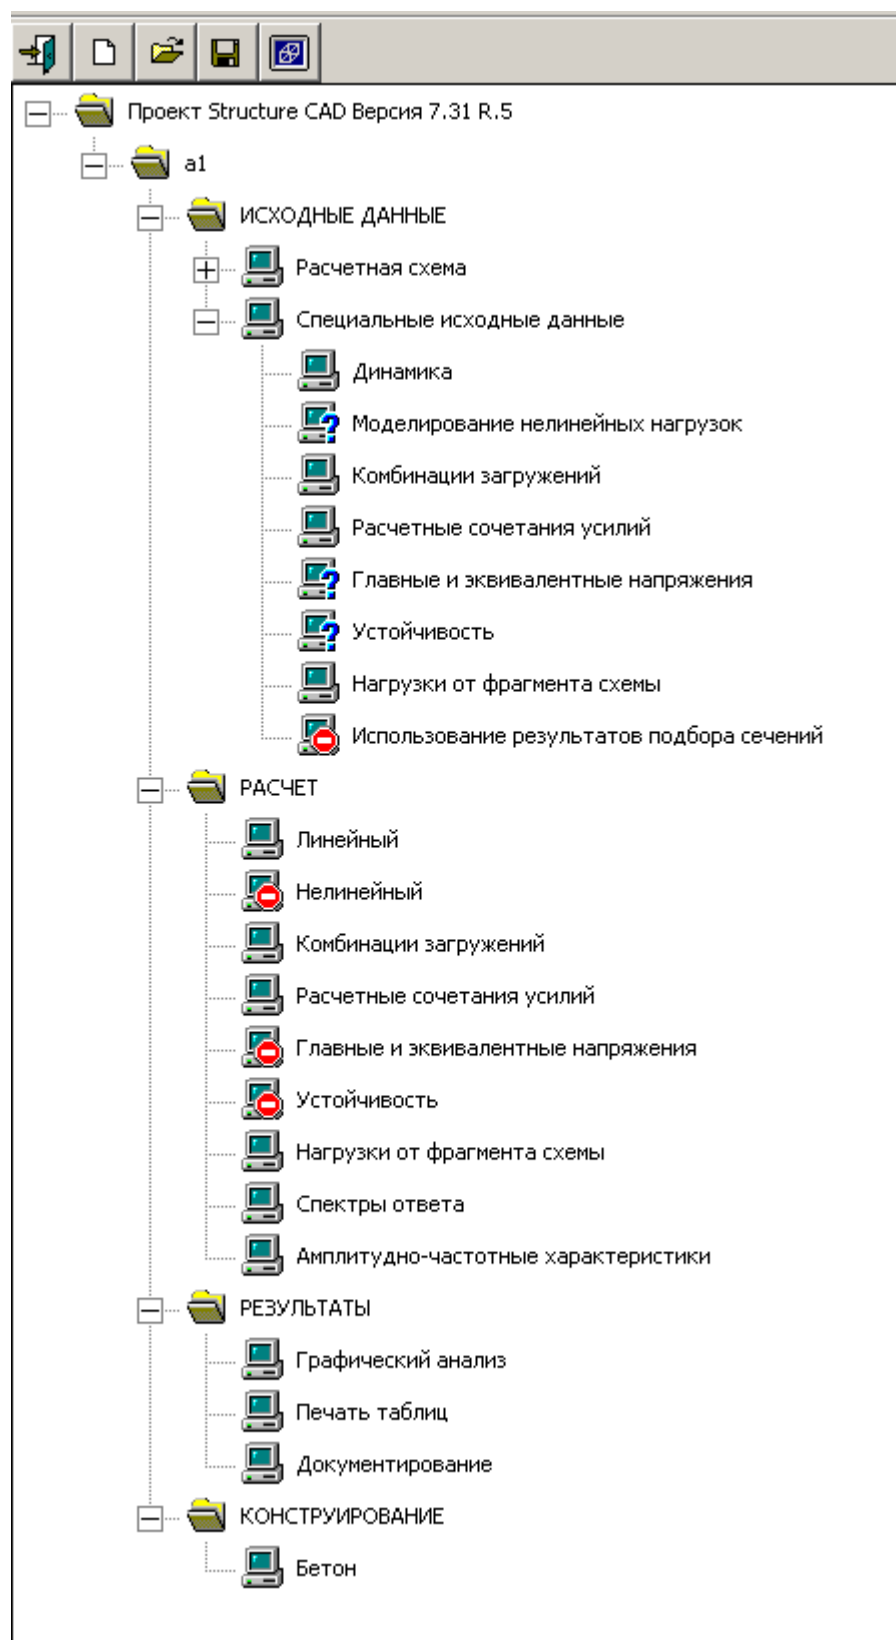 Проект Structure CAD Версия 7.31 R.5
a1
ИСХОДНЫЕ ДАННЫЕ
Расчетная схема
Специальные исходные данные
Динамика
Моделирование нелинейных нагрузок
Комбинации загружений
Расчетные сочетания усилий
Главные и эквивалентные напряжения
Устойчивость
Нагрузки от фрагмента схемы
Использование результатов подбора сечений
РАСЧЕТ
Линейный
Нелинейный
Комбинации загружений
Расчетные сочетания усилий
Главные и эквивалентные напряжения
Устойчивость
Нагрузки от фрагмента схемы
Спектры ответа
Амплитудно-частотные характеристики
РЕЗУЛЬТАТЫ
Графический анализ
Печать таблиц
Документирование
КОНСТРУИРОВАНИЕ
Бетон